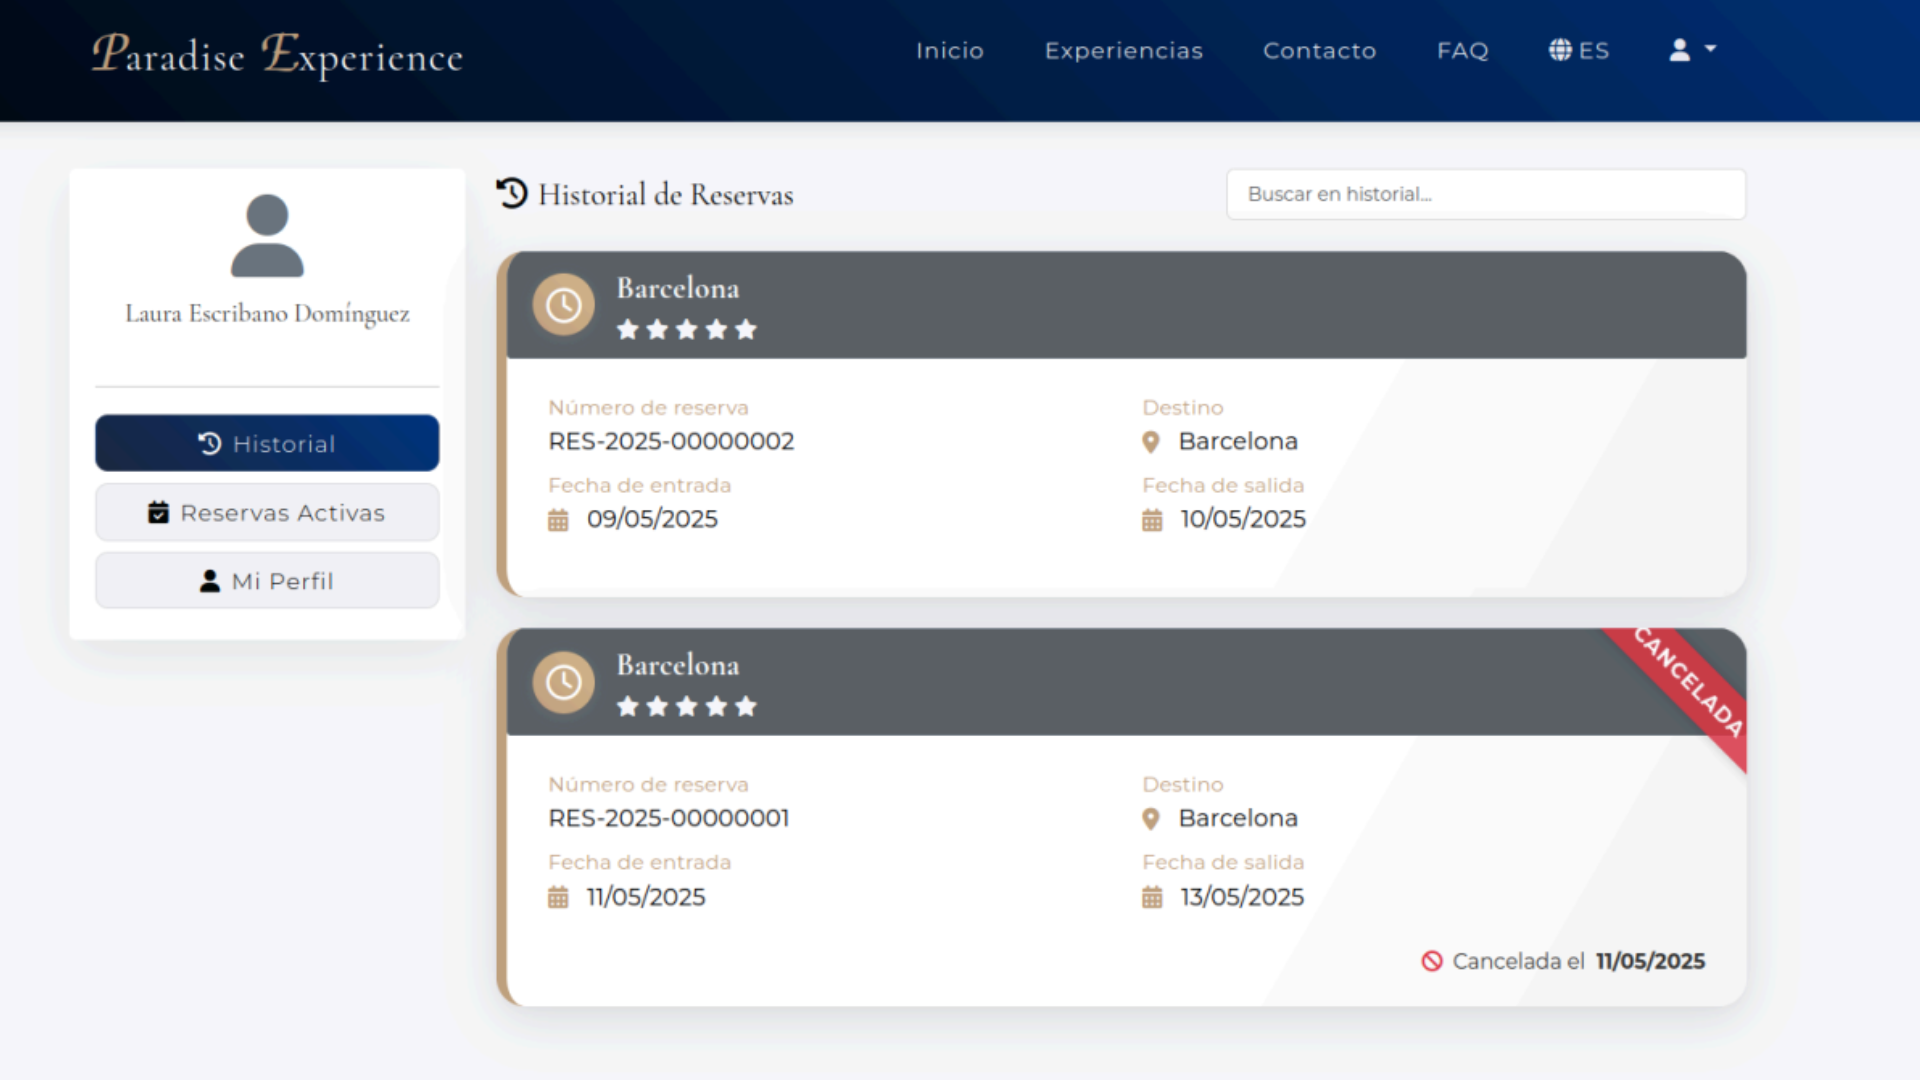 Paradise Experience
Inicio
Experiencias
Contacto
FAQ
ES
Laura Escribano Domínguez
Historial
Reservas Activas
Mi Perfil
Historial de Reservas
Buscar en historial...
Barcelona
Número de reserva
RES-2025-00000002
Destino
Barcelona
Fecha de entrada
09/05/2025
Fecha de salida
10/05/2025
Barcelona
CANCELADA
Número de reserva
RES-2025-00000001
Destino
Barcelona
Fecha de entrada
11/05/2025
Fecha de salida
13/05/2025
Cancelada el 11/05/2025